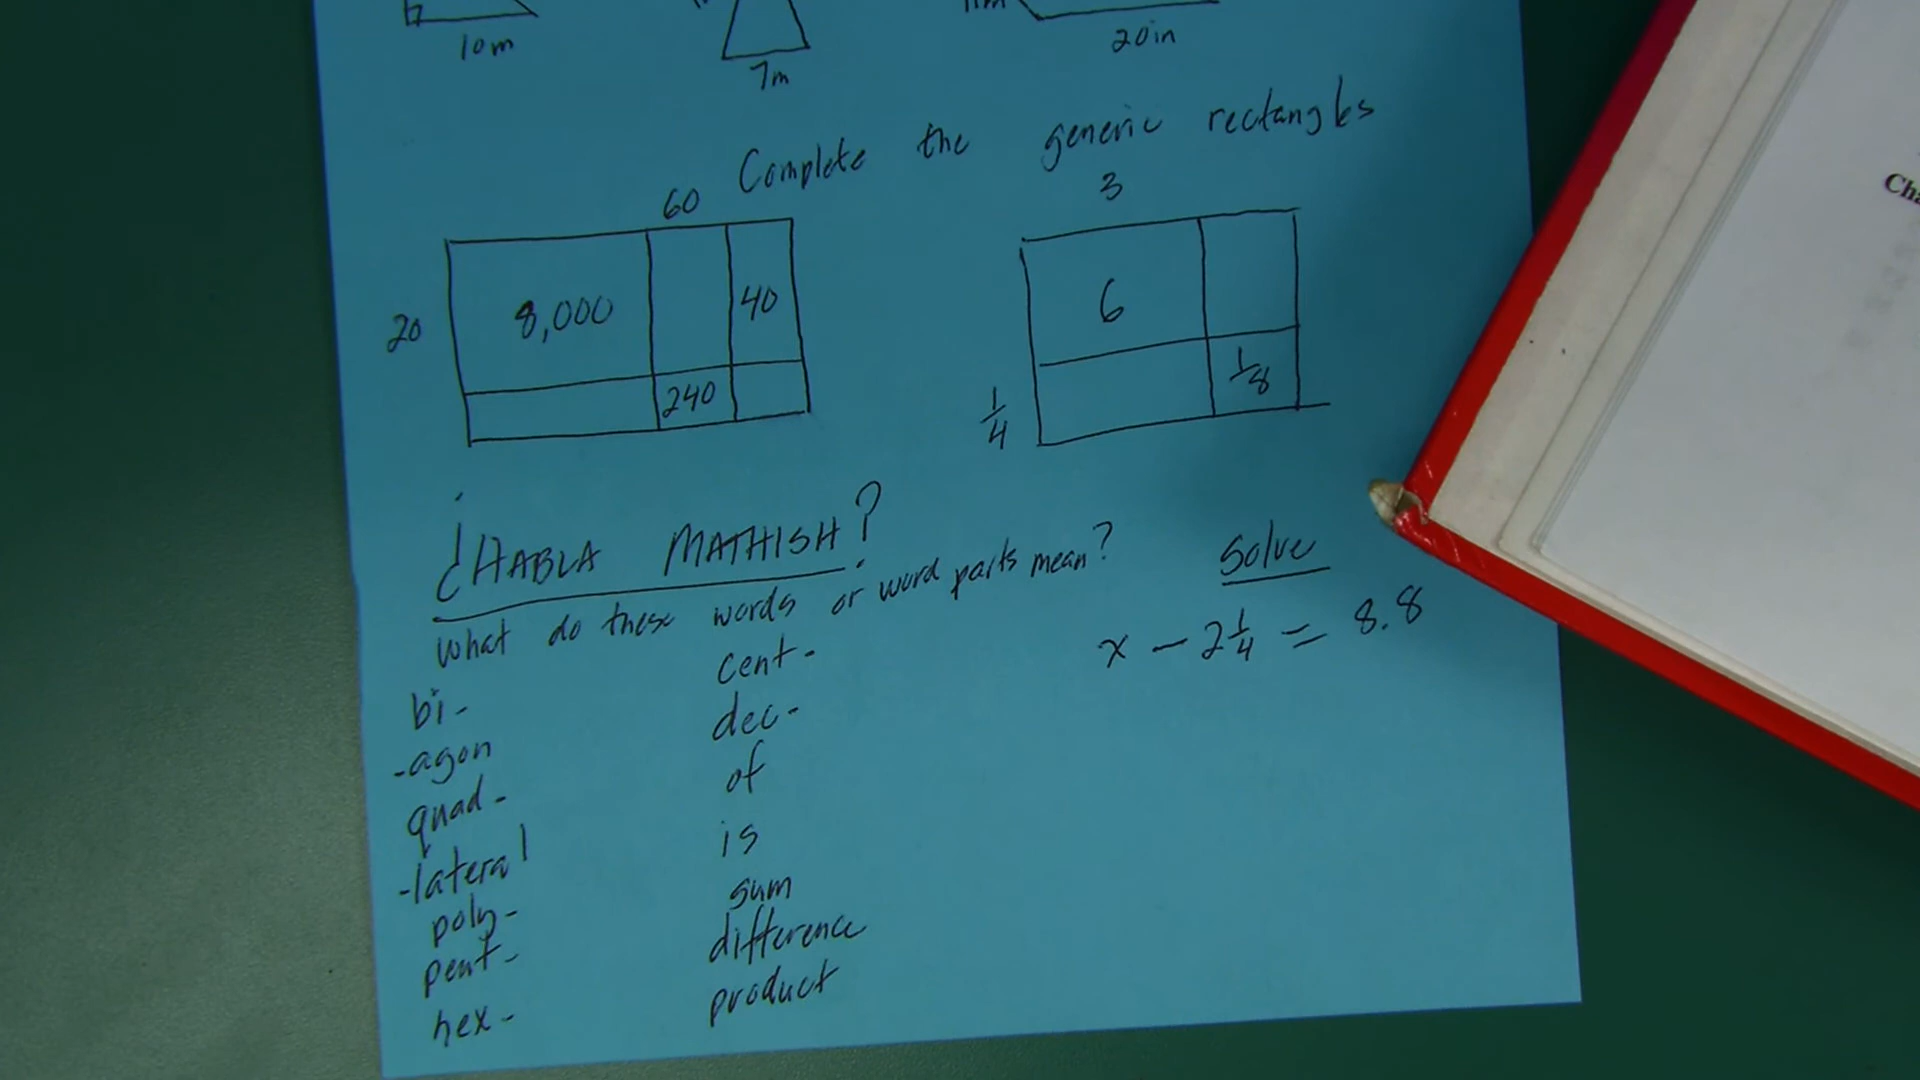 10m
7m
20in
Complete the generic rectangles
60
20
8,000
40
240
3
6
1/4
1/8
¿HABLA MATHISH?
What do these words or word parts mean?
bi-
-agon
quad-
-lateral
poly-
pent-
hex-
cent-
dec-
of
is
sum
difference
product
Solve
x - 2 1/4 = 8.8